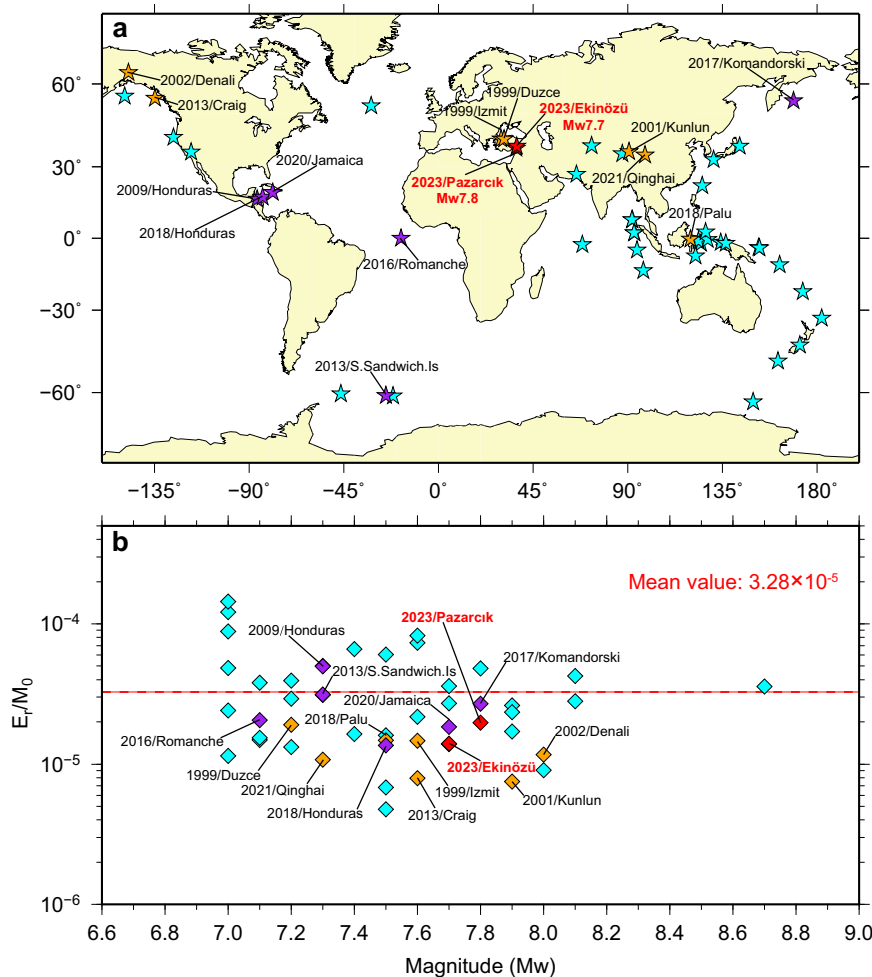 a
2002/Denali
2013/Craig
2017/Komandorski
1999/Duzce
1999/Izmit
2023/Ekinözü
Mw7.7
2001/Kunlun
2020/Jamaica
2009/Honduras
2023/Pazarcık
Mw7.8
2021/Qinghai
2018/Honduras
2018/Palu
2016/Romanche
2013/S.Sandwich.Is
60°
30°
0°
−30°
−60°
−135° −90° −45° 0° 45° 90° 135° 180°
b
Mean value: 3.28×10⁻⁵
2023/Pazarcık
2009/Honduras
2017/Komandorski
2013/S.Sandwich.Is
2020/Jamaica
2018/Palu
2016/Romanche
2002/Denali
1999/Duzce
2023/Ekinözü
2021/Qinghai
1999/Izmit
2018/Honduras
2013/Craig
2001/Kunlun
10⁻⁴
10⁻⁵
10⁻⁶
Eᵣ/M₀
6.6 6.8 7.0 7.2 7.4 7.6 7.8 8.0 8.2 8.4 8.6 8.8 9.0
Magnitude (Mw)